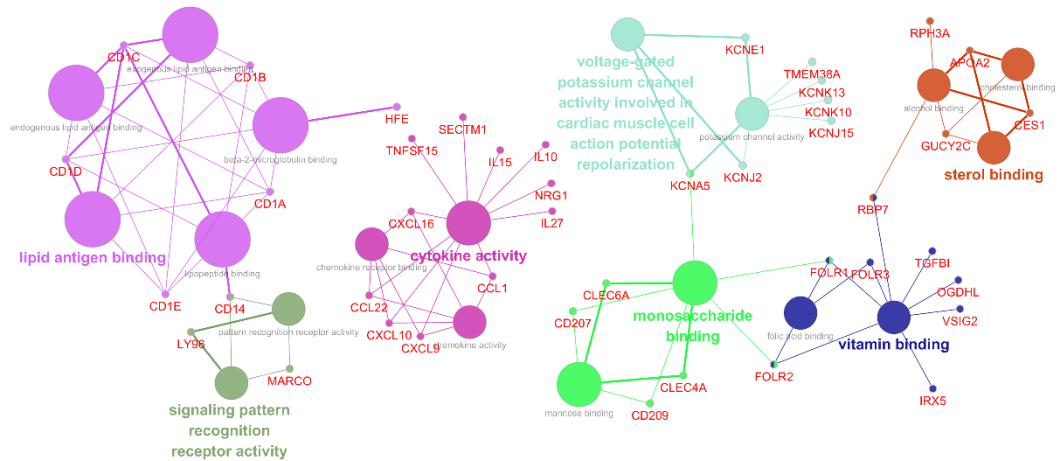 CD1C
exogenous lipid antigen binding
CD1B
endogenous lipid antigen binding
HFE
beta-2-microglobulin binding
CD1D
CD1A
lipid antigen binding
lipopeptide binding
CD1E
CD14
pattern recognition receptor activity
LY96
MARCO
signaling pattern
recognition
receptor activity
SECTM1
TNFSF15
IL15
IL10
NRG1
CXCL16
IL27
cytokine activity
chemokine receptor binding
CCL1
CCL22
CXCL10
CXCL9
chemokine activity
KCNE1
voltage-gated
potassium channel
activity involved in
cardiac muscle cell
action potential
repolarization
TMEM38A
KCNK13
KCNK10
potassium channel activity
KCNJ15
KCNJ2
KCNA5
RPH3A
APOA2
cholesterol binding
alcohol binding
CES1
GUCY2C
sterol binding
RBP7
CLEC6A
CD207
monosaccharide
binding
CLEC4A
mannose binding
CD209
FOLR1
FOLR3
TGFBI
OGDHL
VSIG2
folic acid binding
vitamin binding
FOLR2
IRX5